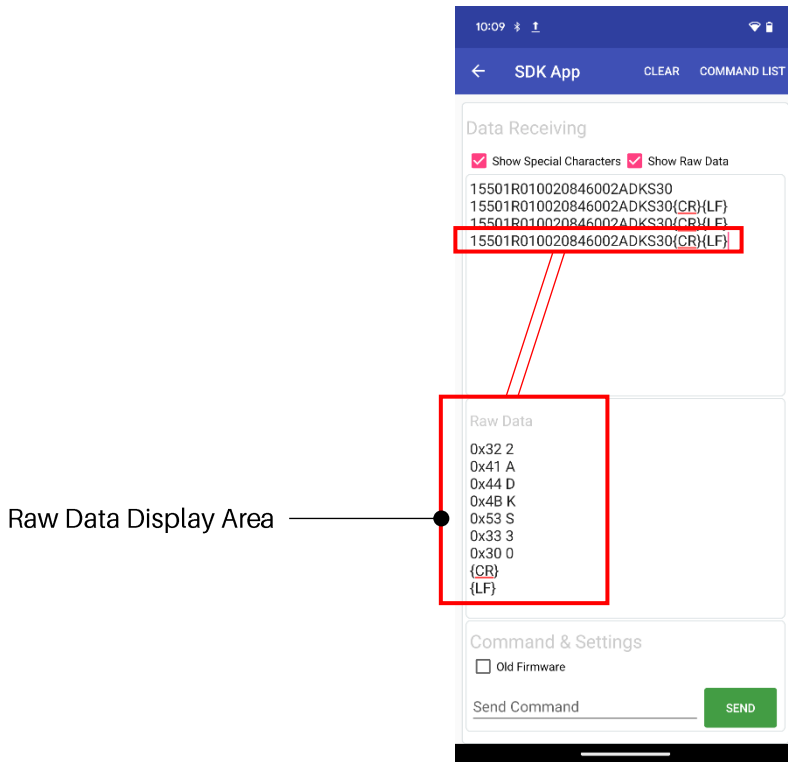 10:09
SDK App CLEAR COMMAND LIST
Data Receiving
Show Special Characters Show Raw Data
15501R010020846002ADKS30
15501R010020846002ADKS30{CR}{LF}
15501R010020846002ADKS30{CR}{LF}
15501R010020846002ADKS30{CR}{LF}
Raw Data
0x32 2
0x41 A
0x44 D
0x4B K
0x53 S
0x33 3
0x30 0
{CR}
{LF}
Raw Data Display Area
Command & Settings
Old Firmware
Send Command SEND